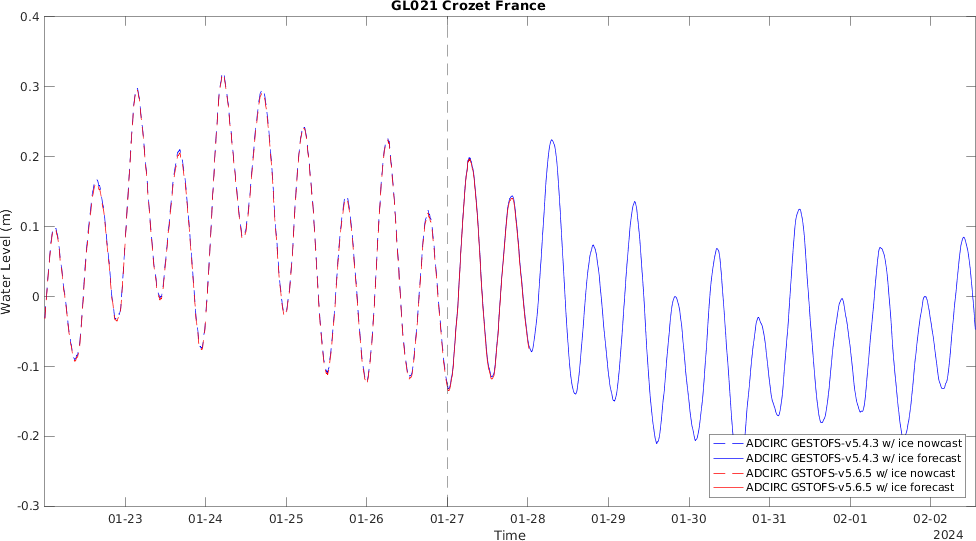 GL021 Crozet France
Water Level (m)
0.4
0.3
0.2
0.1
0
-0.1
-0.2
-0.3
ADCIRC GESTOFS-v5.4.3 w/ ice nowcast
ADCIRC GESTOFS-v5.4.3 w/ ice forecast
ADCIRC GSTOFS-v5.6.5 w/ ice nowcast
ADCIRC GSTOFS-v5.6.5 w/ ice forecast
01-23 01-24 01-25 01-26 01-27 01-28 01-29 01-30 01-31 02-01 02-02
Time
2024